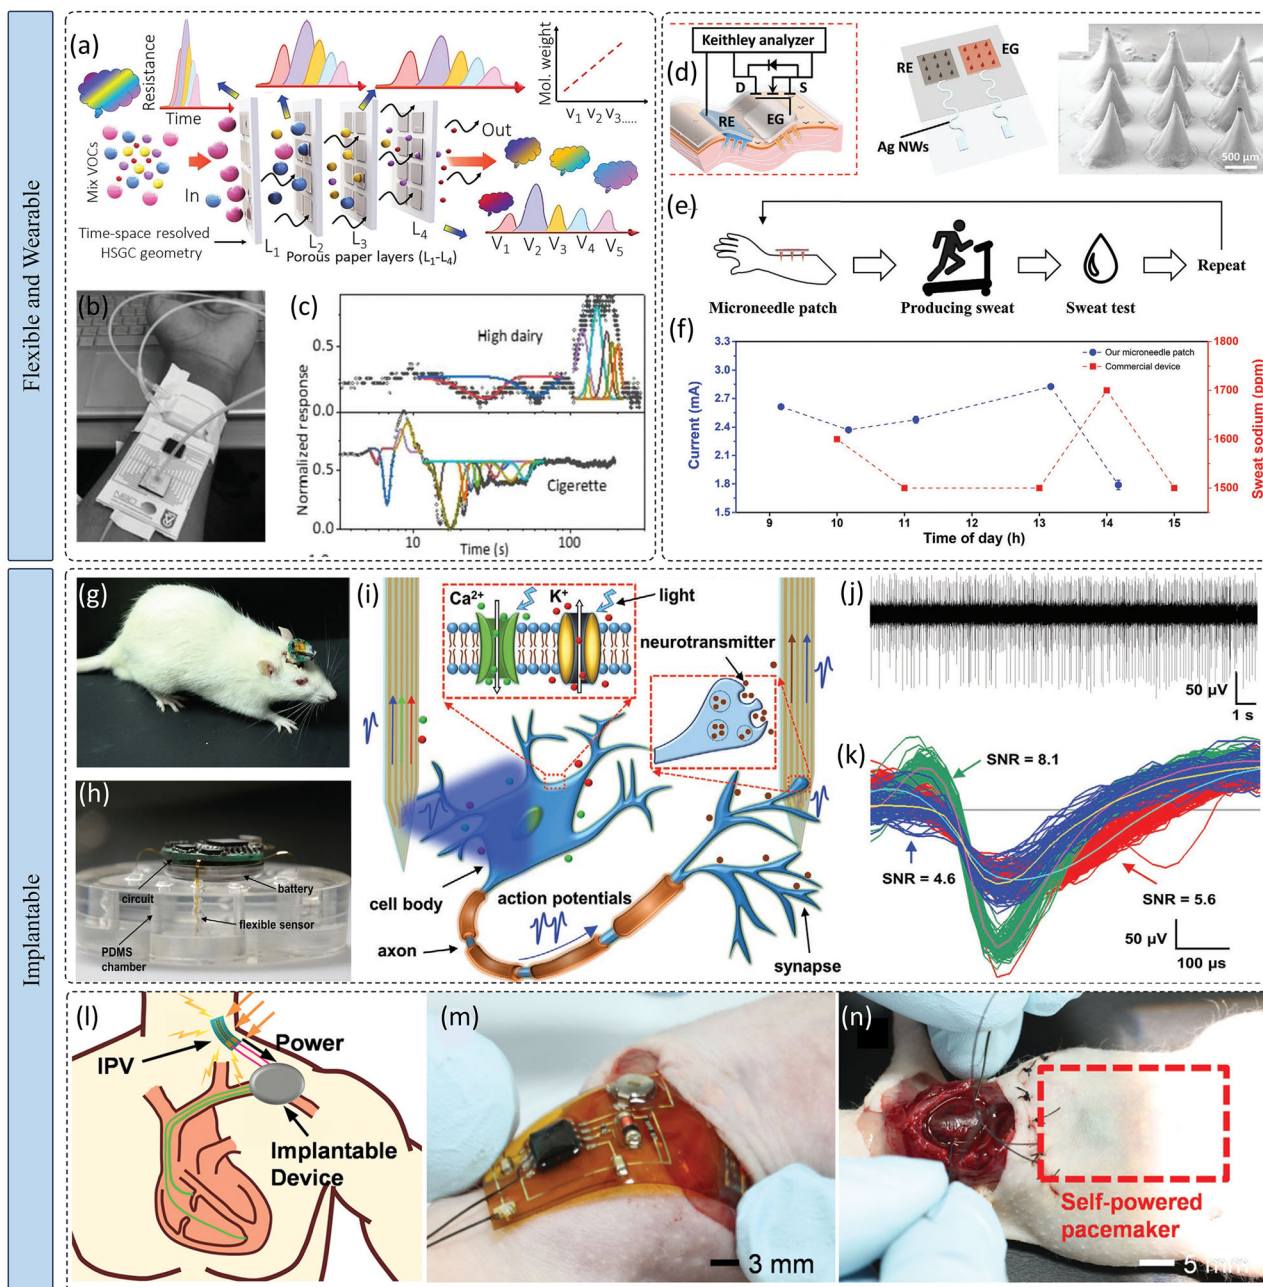 Flexible and Wearable
(a)
Resistance
Time
Mix VOCs
In
Out
Mol. weight
V₁ V₂ V₃.....
Time-space resolved
HSGC geometry
L₁
L₂
L₃
L₄
Porous paper layers (L₁-L₄)
V₁ V₂ V₃ V₄ V₅
(b)
(c)
Normalized response
High dairy
0.5
0.0
Cigerette
0.5
0.0
10
100
Time (s)
(d)
Keithley analyzer
D
S
RE
EG
RE
EG
Ag NWs
500 µm
(e)
Microneedle patch
Producing sweat
Sweat test
Repeat
(f)
Current (mA)
3.3
3.0
2.7
2.4
2.1
1.8
1.5
Our microneedle patch
Commercial device
1800
1700
1600
1500
Sweat sodium (ppm)
9 10 11 12 13 14 15
Time of day (h)
Implantable
(g)
(h)
circuit
battery
flexible sensor
PDMS
chamber
(i)
Ca²⁺
K⁺
light
neurotransmitter
cell body
action potentials
axon
synapse
(j)
50 µV
1 s
(k)
SNR = 8.1
SNR = 4.6
SNR = 5.6
50 µV
100 µs
(l)
IPV
Power
Implantable
Device
(m)
3 mm
(n)
Self-powered
pacemaker
5 mm